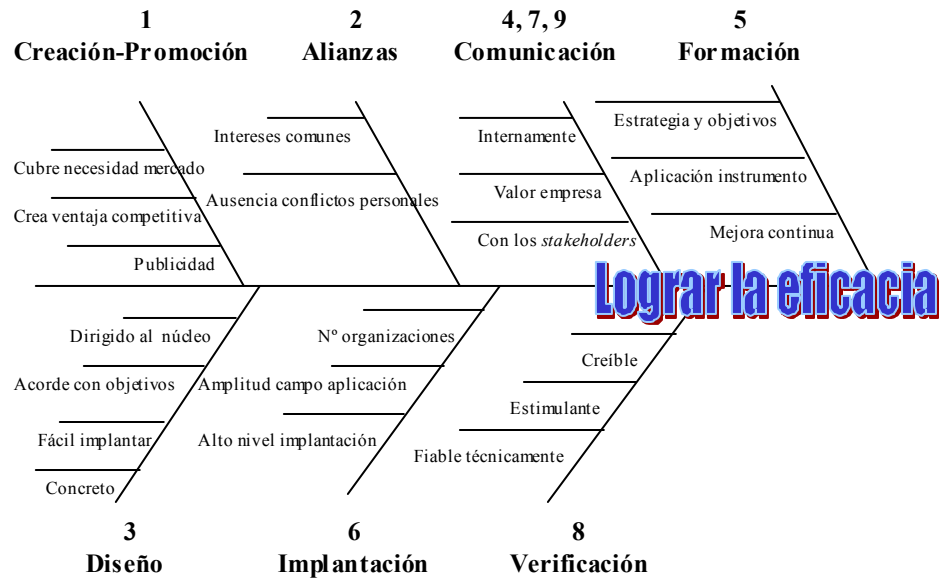 1
Creación-Promoción
2
Alianzas
4, 7, 9
Comunicación
5
Formación
Cubre necesidad mercado
Crea ventaja competitiva
Publicidad
Intereses comunes
Ausencia conflictos personales
Internamente
Valor empresa
Con los stakeholders
Estrategia y objetivos
Aplicación instrumento
Mejora continua
Lograr la eficacia
Dirigido al núcleo
Acorde con objetivos
Fácil implantar
Concreto
Nº organizaciones
Amplitud campo aplicación
Alto nivel implantación
Creíble
Estimulante
Fiable técnicamente
3
Diseño
6
Implantación
8
Verificación